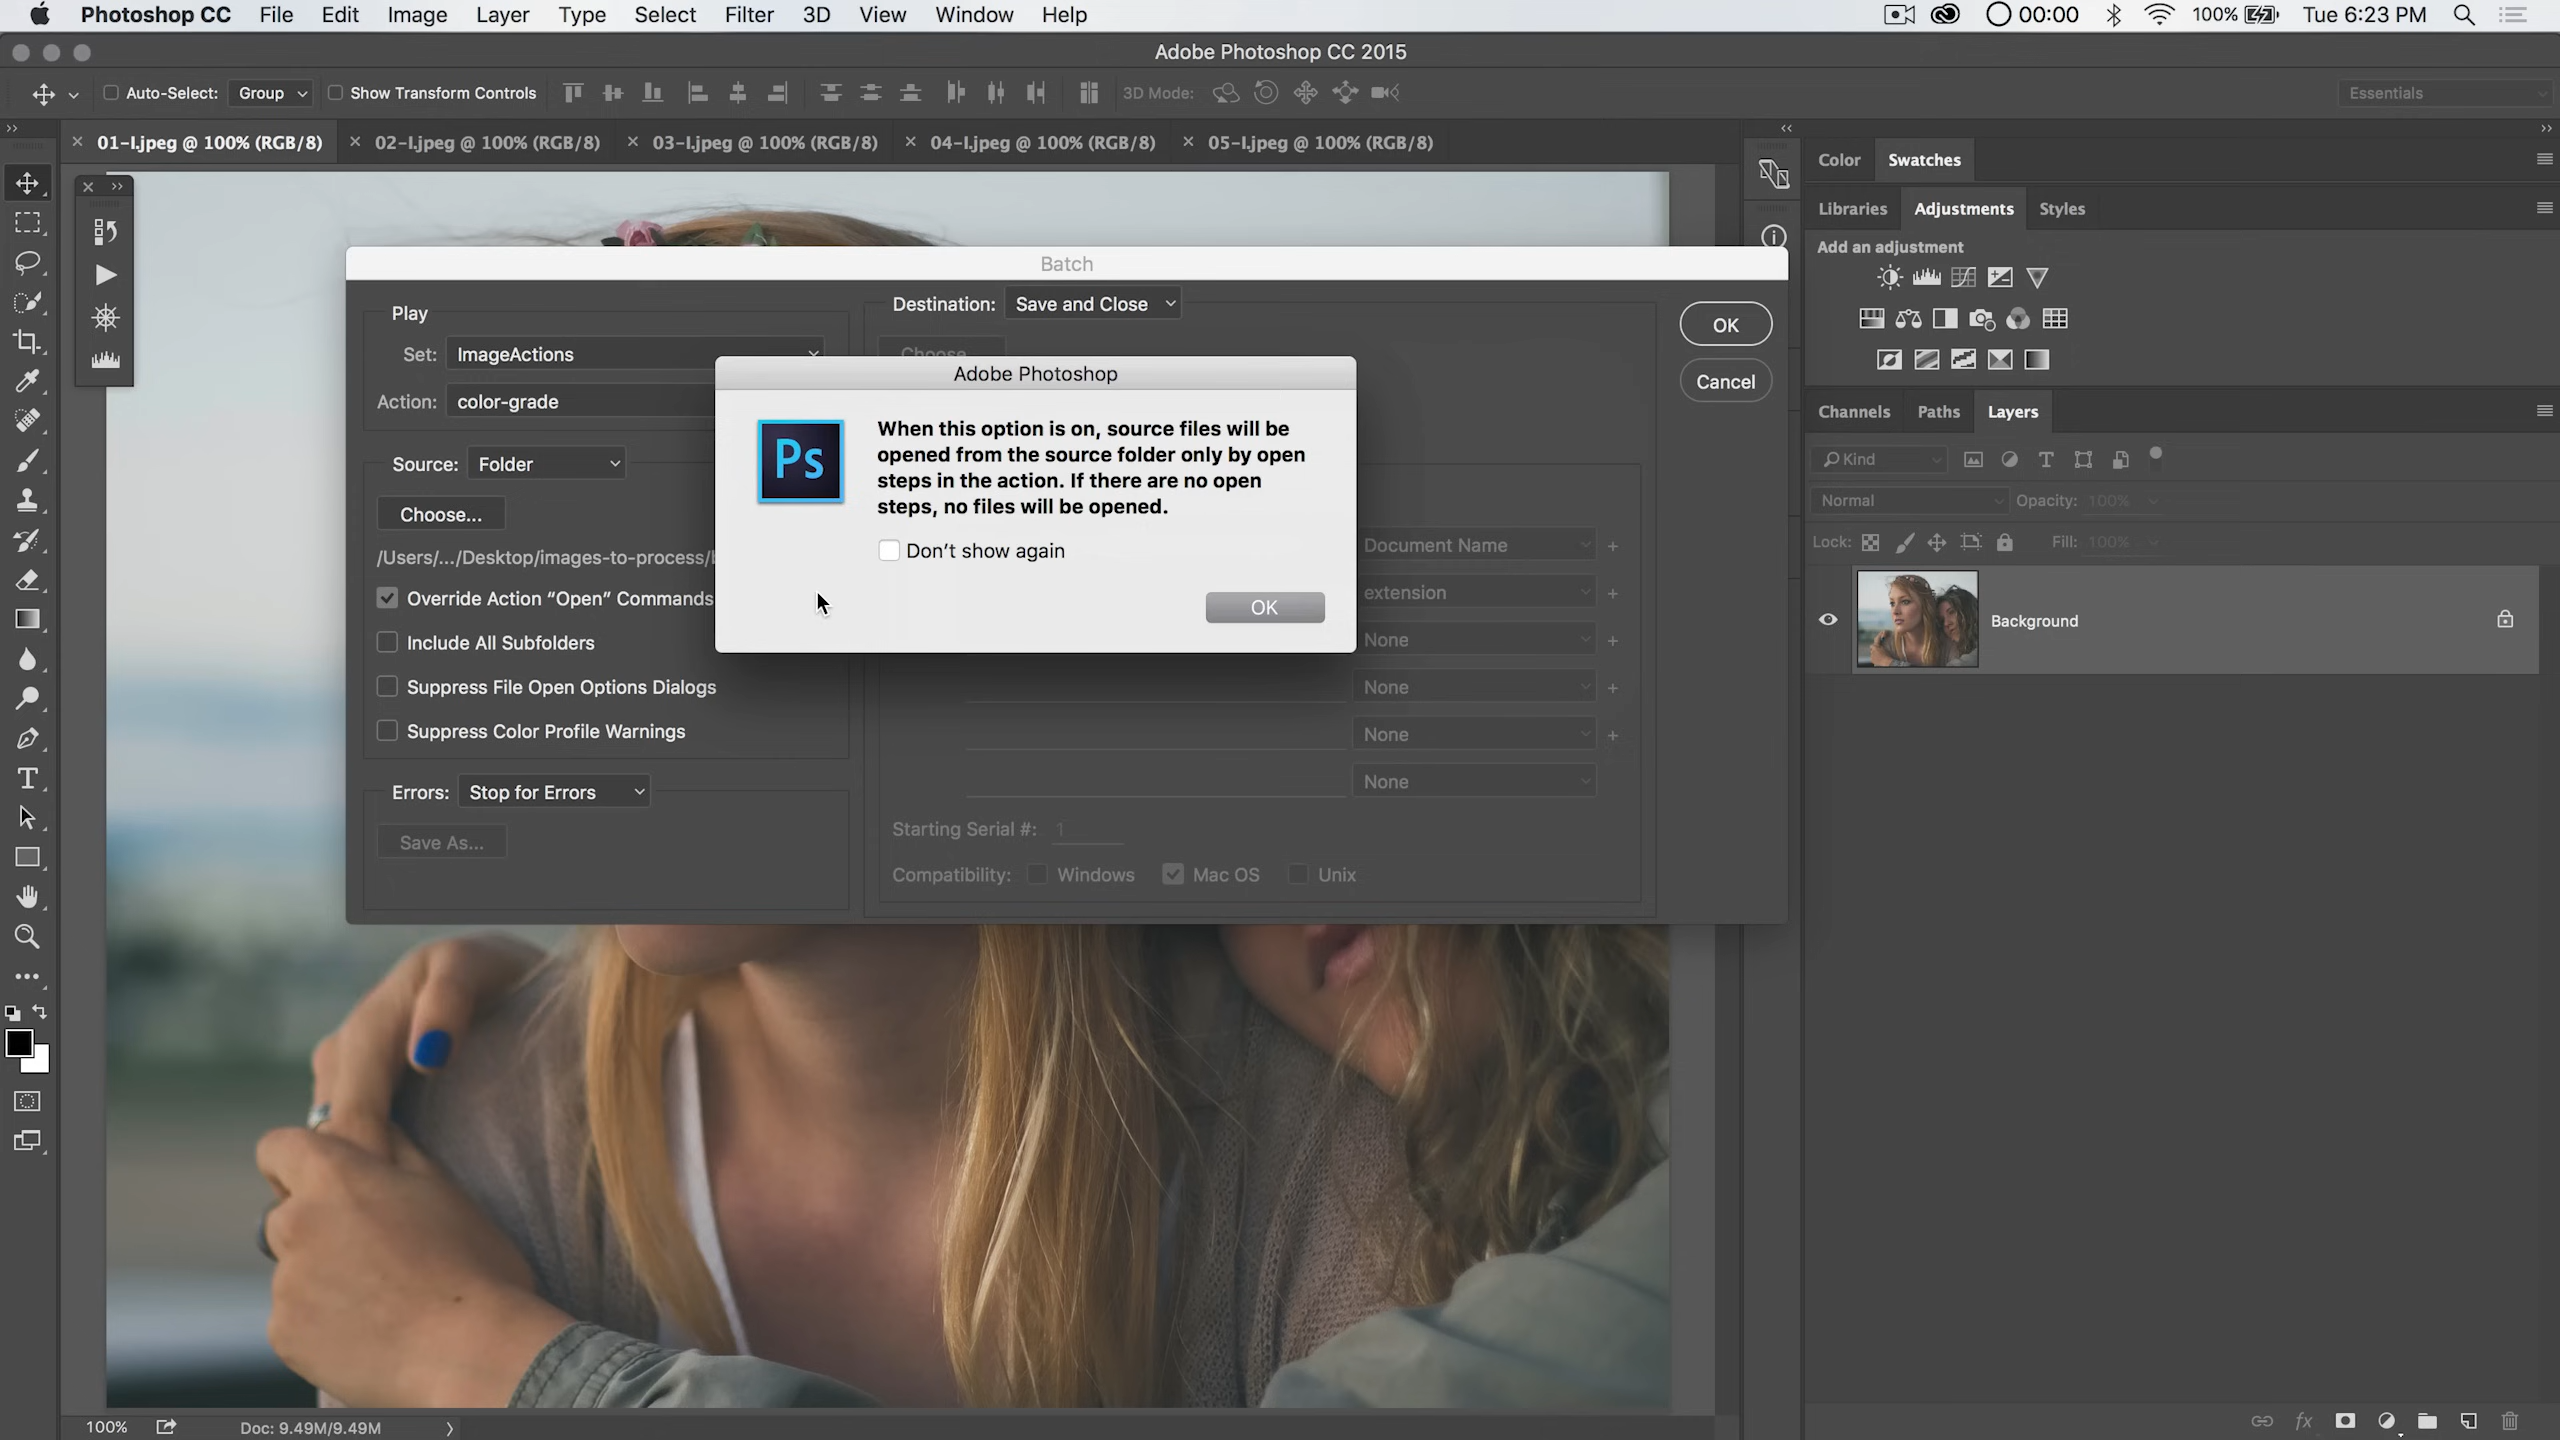 Photoshop CC File Edit Image Layer Type Select Filter 3D View Window Help 00:00 100% Tue 6:23 PM
Adobe Photoshop CC 2015
Auto-Select: Group Show Transform Controls 3D Mode: Essentials
01-l.jpeg @ 100% (RGB/8) 02-l.jpeg @ 100% (RGB/8) 03-l.jpeg @ 100% (RGB/8) 04-l.jpeg @ 100% (RGB/8) 05-l.jpeg @ 100% (RGB/8)
Color Swatches
Libraries Adjustments Styles
Add an adjustment
Batch
Play
Set: ImageActions
Action: color-grade
Source: Folder
Choose...
/Users/.../Desktop/images-to-process/
Override Action “Open” Commands
Include All Subfolders
Suppress File Open Options Dialogs
Suppress Color Profile Warnings
Errors: Stop for Errors
Save As...
Destination: Save and Close
Choose...
OK
Cancel
Adobe Photoshop
Ps
When this option is on, source files will be
opened from the source folder only by open
steps in the action. If there are no open
steps, no files will be opened.
Don’t show again
OK
Document Name +
extension +
None +
None +
None +
None
Starting Serial #: 1
Compatibility: Windows Mac OS Unix
Channels Paths Layers
Kind
Normal Opacity: 100%
Lock: Fill: 100%
Background
100% Doc: 9.49M/9.49M
fx